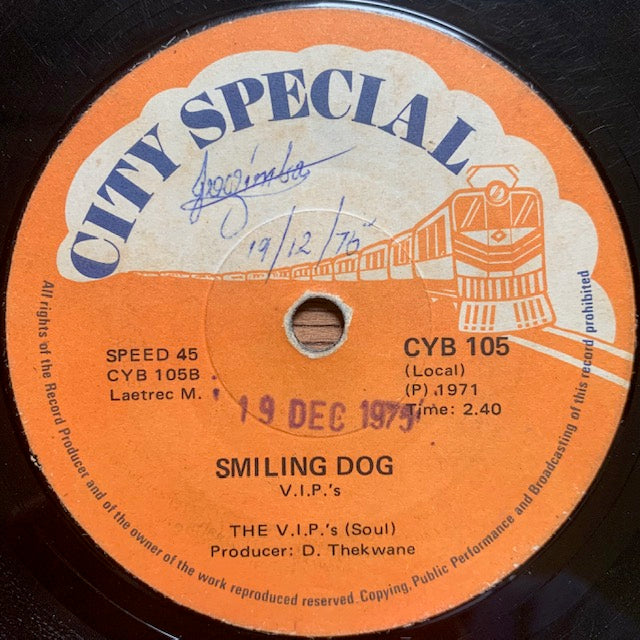 CITY SPECIAL
19/12/76
SPEED 45
CYB 105B
Laetrec M.
CYB 105
(Local)
(P) 1971
Time: 2.40
19 DEC 1975
SMILING DOG
V.I.P.'s
THE V.I.P.'s (Soul)
Producer: D. Thekwane
All rights of the Record Producer and of the owner of the work reproduced reserved. Copying, Public Performance and Broadcasting of this record prohibited